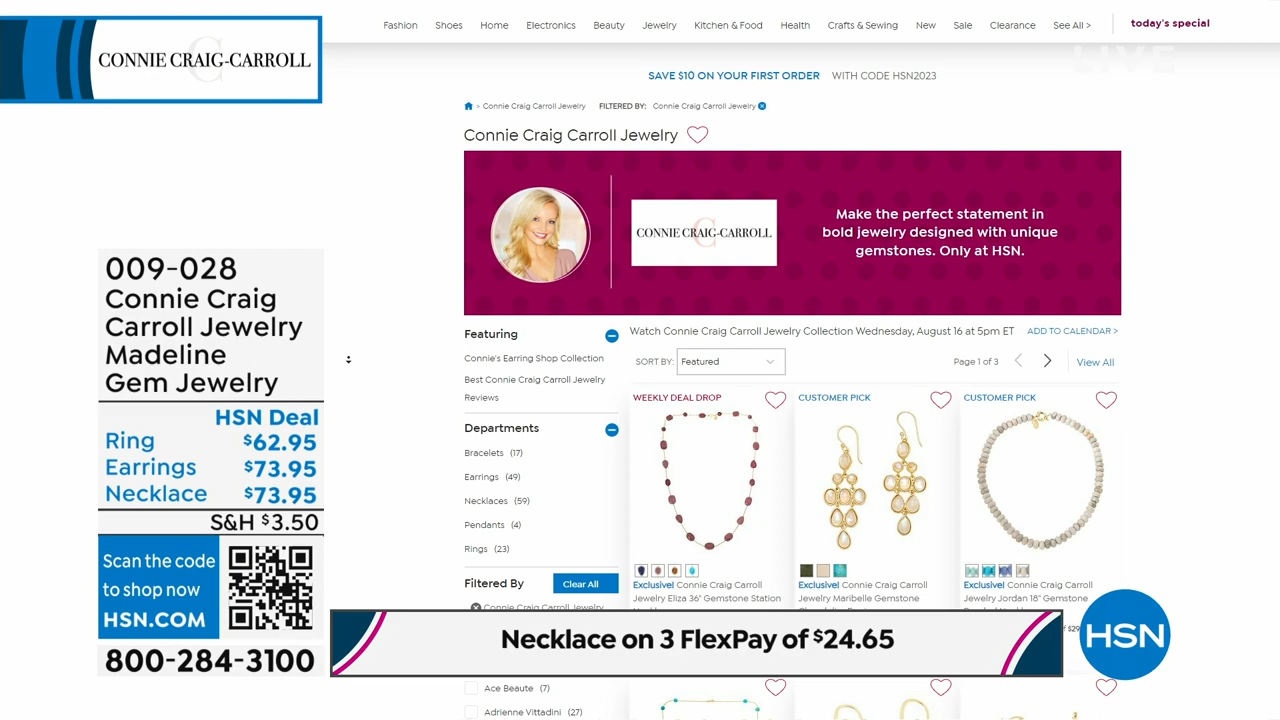 Fashion Shoes Home Electronics Beauty Jewelry Kitchen & Food Health Crafts & Sewing New Sale Clearance See All > today's special
CONNIE CRAIG-CARROLL
LIVE
SAVE $10 ON YOUR FIRST ORDER WITH CODE HSN2023
> Connie Craig Carroll Jewelry FILTERED BY: Connie Craig Carroll Jewelry
Connie Craig Carroll Jewelry
CONNIE CRAIG-CARROLL
Make the perfect statement in
bold jewelry designed with unique
gemstones. Only at HSN.
009-028
Connie Craig
Carroll Jewelry
Madeline
Gem Jewelry
HSN Deal
Ring $62.95
Earrings $73.95
Necklace $73.95
S&H $3.50
Scan the code
to shop now
HSN.COM
800-284-3100
Featuring
Connie's Earring Shop Collection
Best Connie Craig Carroll Jewelry
Reviews
Departments
Bracelets (17)
Earrings (49)
Necklaces (59)
Pendants (4)
Rings (23)
Filtered By Clear All
Connie Craig Carroll Jewelry
Ace Beaute (7)
Adrienne Vittadini (27)
Watch Connie Craig Carroll Jewelry Collection Wednesday, August 16 at 5pm ET ADD TO CALENDAR >
SORT BY: Featured Page 1 of 3 View All
WEEKLY DEAL DROP
Exclusive! Connie Craig Carroll
Jewelry Eliza 36" Gemstone Station
CUSTOMER PICK
Exclusive! Connie Craig Carroll
Jewelry Maribelle Gemstone
CUSTOMER PICK
Exclusive! Connie Craig Carroll
Jewelry Jordan 18" Gemstone
Necklace on 3 FlexPay of $24.65
HSN